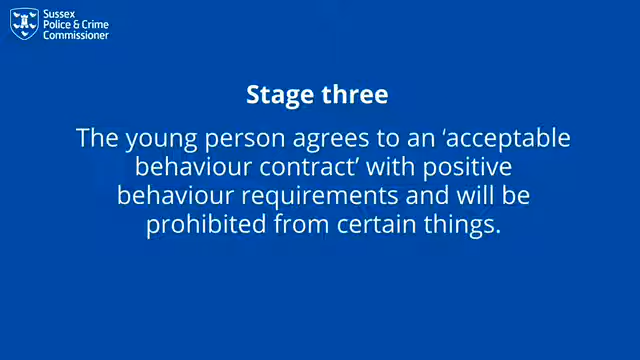 Sussex
Police & Crime
Commissioner
Stage three
The young person agrees to an ‘acceptable
behaviour contract’ with positive
behaviour requirements and will be
prohibited from certain things.